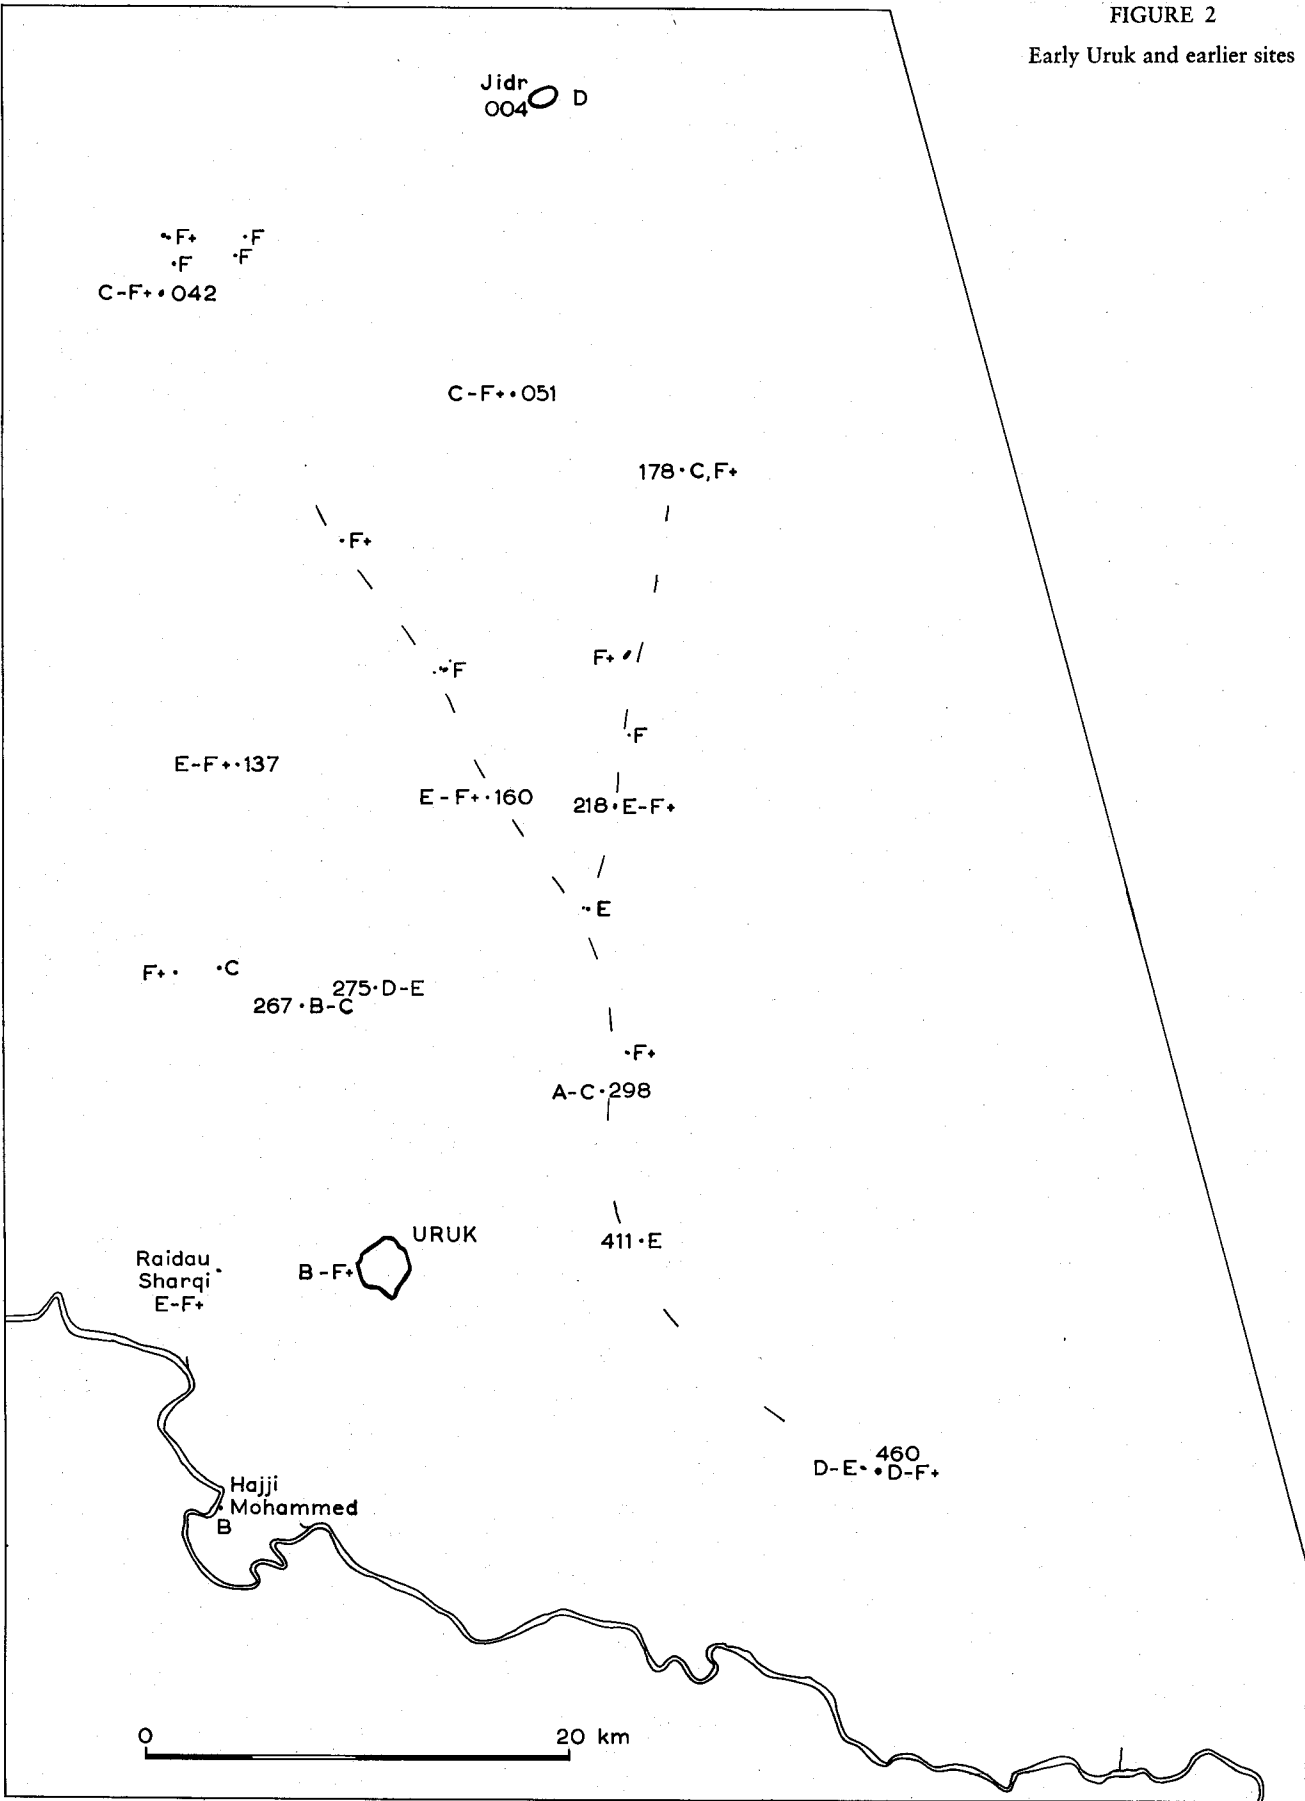 FIGURE 2
Early Uruk and earlier sites
Jidr
004 D
F+
F
F
F
C-F+ 042
C-F+ 051
178 C,F+
F+
F
F+
F
E-F+ 137
E-F+ 160
218 E-F+
E
F+
C
275 D-E
267 B-C
F+
A-C 298
URUK
B-F+
411 E
Raidau
Sharqi
E-F+
460
D-E
D-F+
Hajji
Mohammed
B
0
20 km